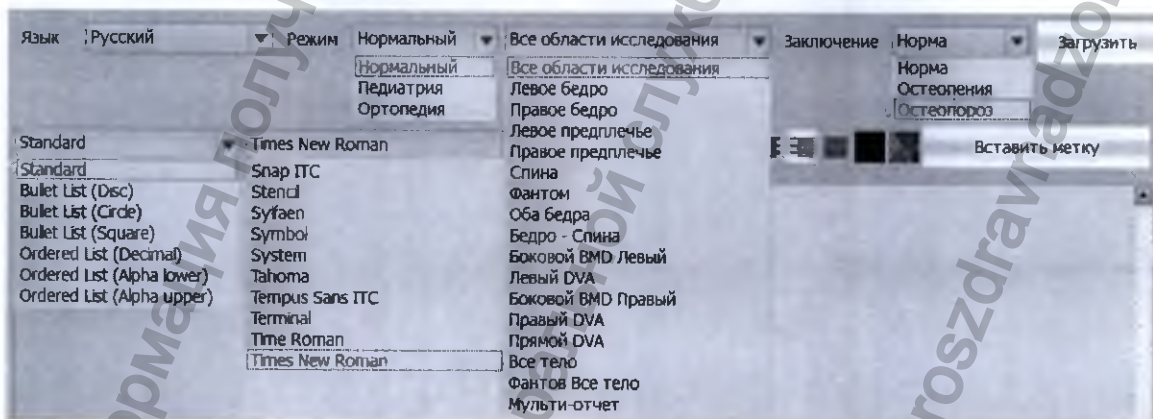 Язык Русский Режим Нормальный Все области исследования Заключение Норма Загрузить
Нормальный
Педиатрия
Ортопедия
Все области исследования
Левое бедро
Правое бедро
Левое предплечье
Правое предплечье
Спина
Фантом
Оба бедра
Бедро - Спина
Боковой BMD Левый
Левый DVA
Боковой BMD Правый
Правый DVA
Прямой DVA
Все тело
Фантов Все тело
Мульти-отчет
Норма
Остеопения
Остеопороз
Standard
Times New Roman
Вставить метку
Standard
Bullet List (Disc)
Bullet List (Circle)
Bullet List (Square)
Ordered List (Decimal)
Ordered List (Alpha lower)
Ordered List (Alpha upper)
Snap ITC
Stencil
Sylfaen
Symbol
System
Tahoma
Tempus Sans ITC
Terminal
Time Roman
Times New Roman